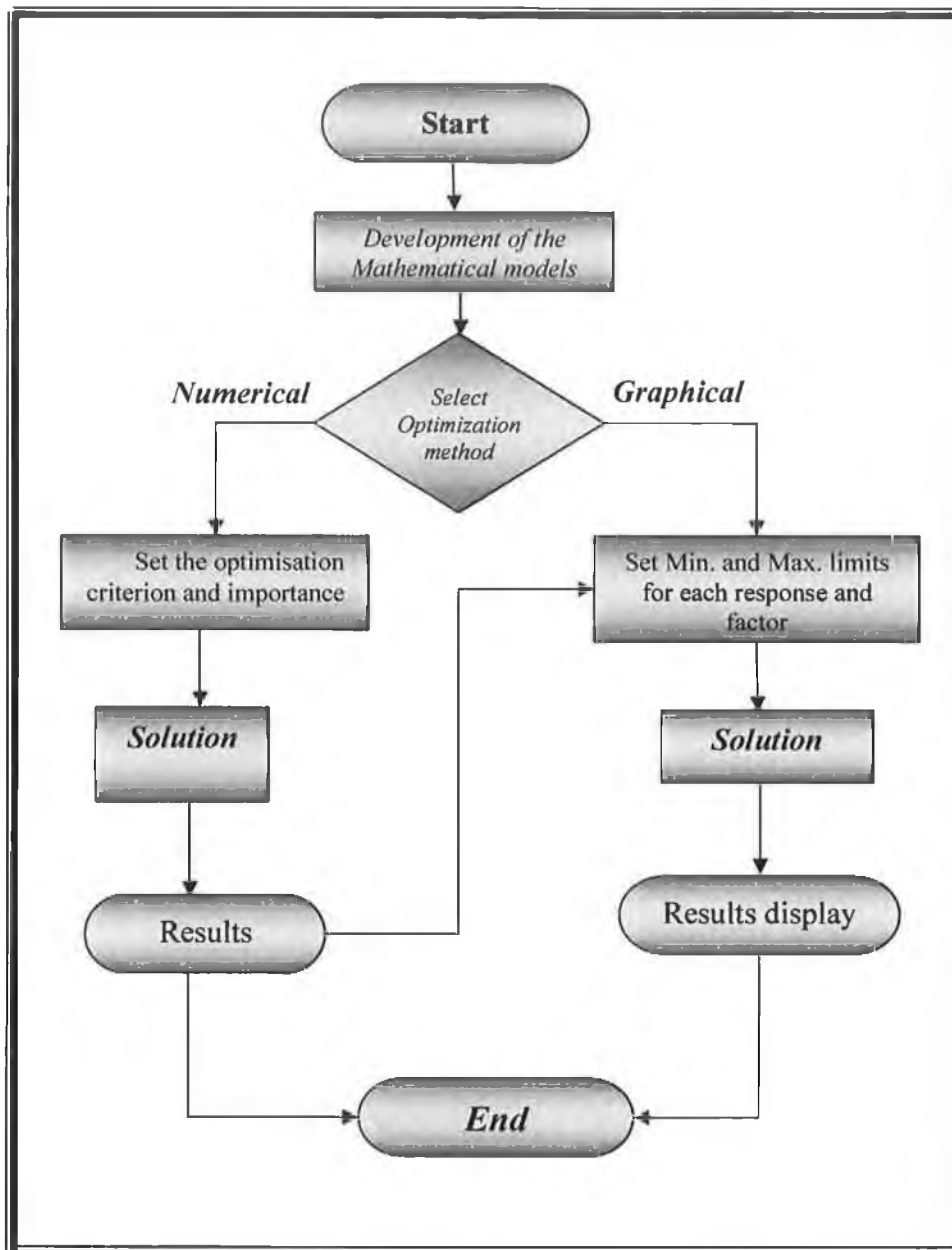 Start
Development of the
Mathematical models
Numerical
Graphical
Select
Optimization
method
Set the optimisation
criterion and importance
Set Min. and Max. limits
for each response and
factor
Solution
Solution
Results
Results display
End